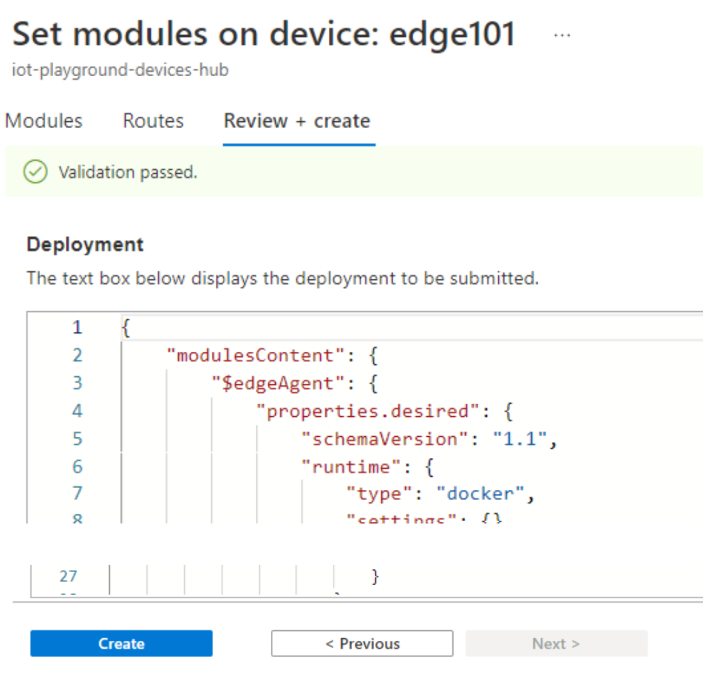 Set modules on device: edge101 ...
iot-playground-devices-hub
Modules Routes Review + create
Validation passed.
Deployment
The text box below displays the deployment to be submitted.
1 {
2 "modulesContent": {
3 "$edgeAgent": {
4 "properties.desired": {
5 "schemaVersion": "1.1",
6 "runtime": {
7 "type": "docker",
8 "settings": {}
27 }
Create < Previous Next >